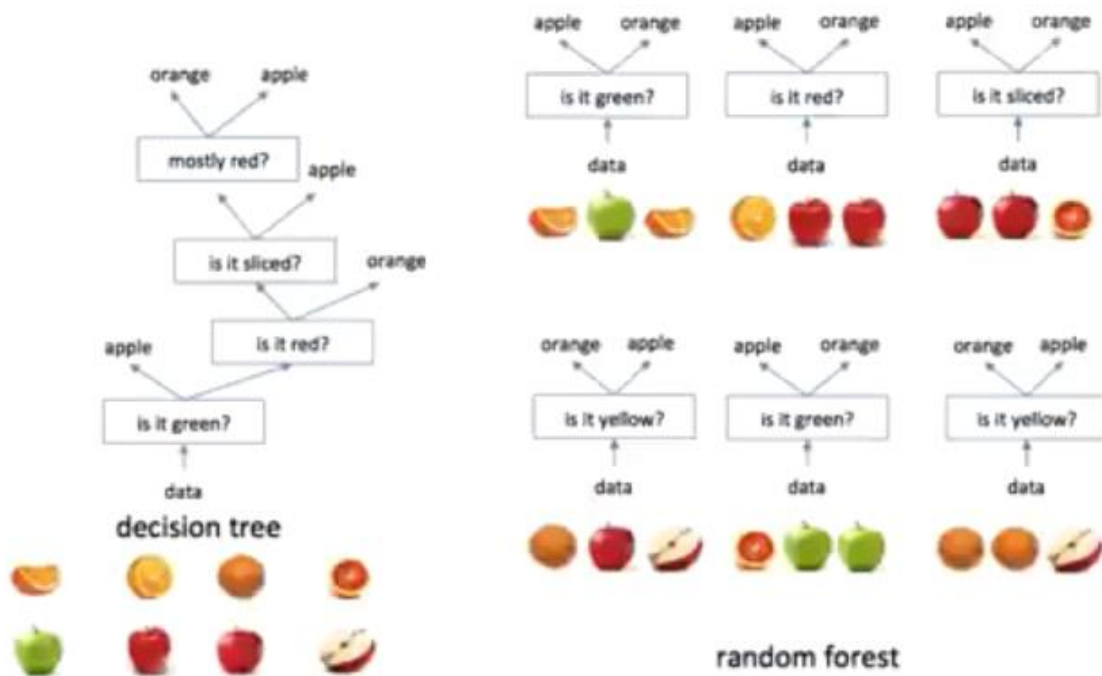 orange apple
mostly red?
apple
is it sliced?
orange
is it red?
apple
is it green?
data
decision tree
apple orange
is it green?
data
apple orange
is it red?
data
apple orange
is it sliced?
data
orange apple
is it yellow?
data
apple orange
is it green?
data
orange apple
is it yellow?
data
random forest